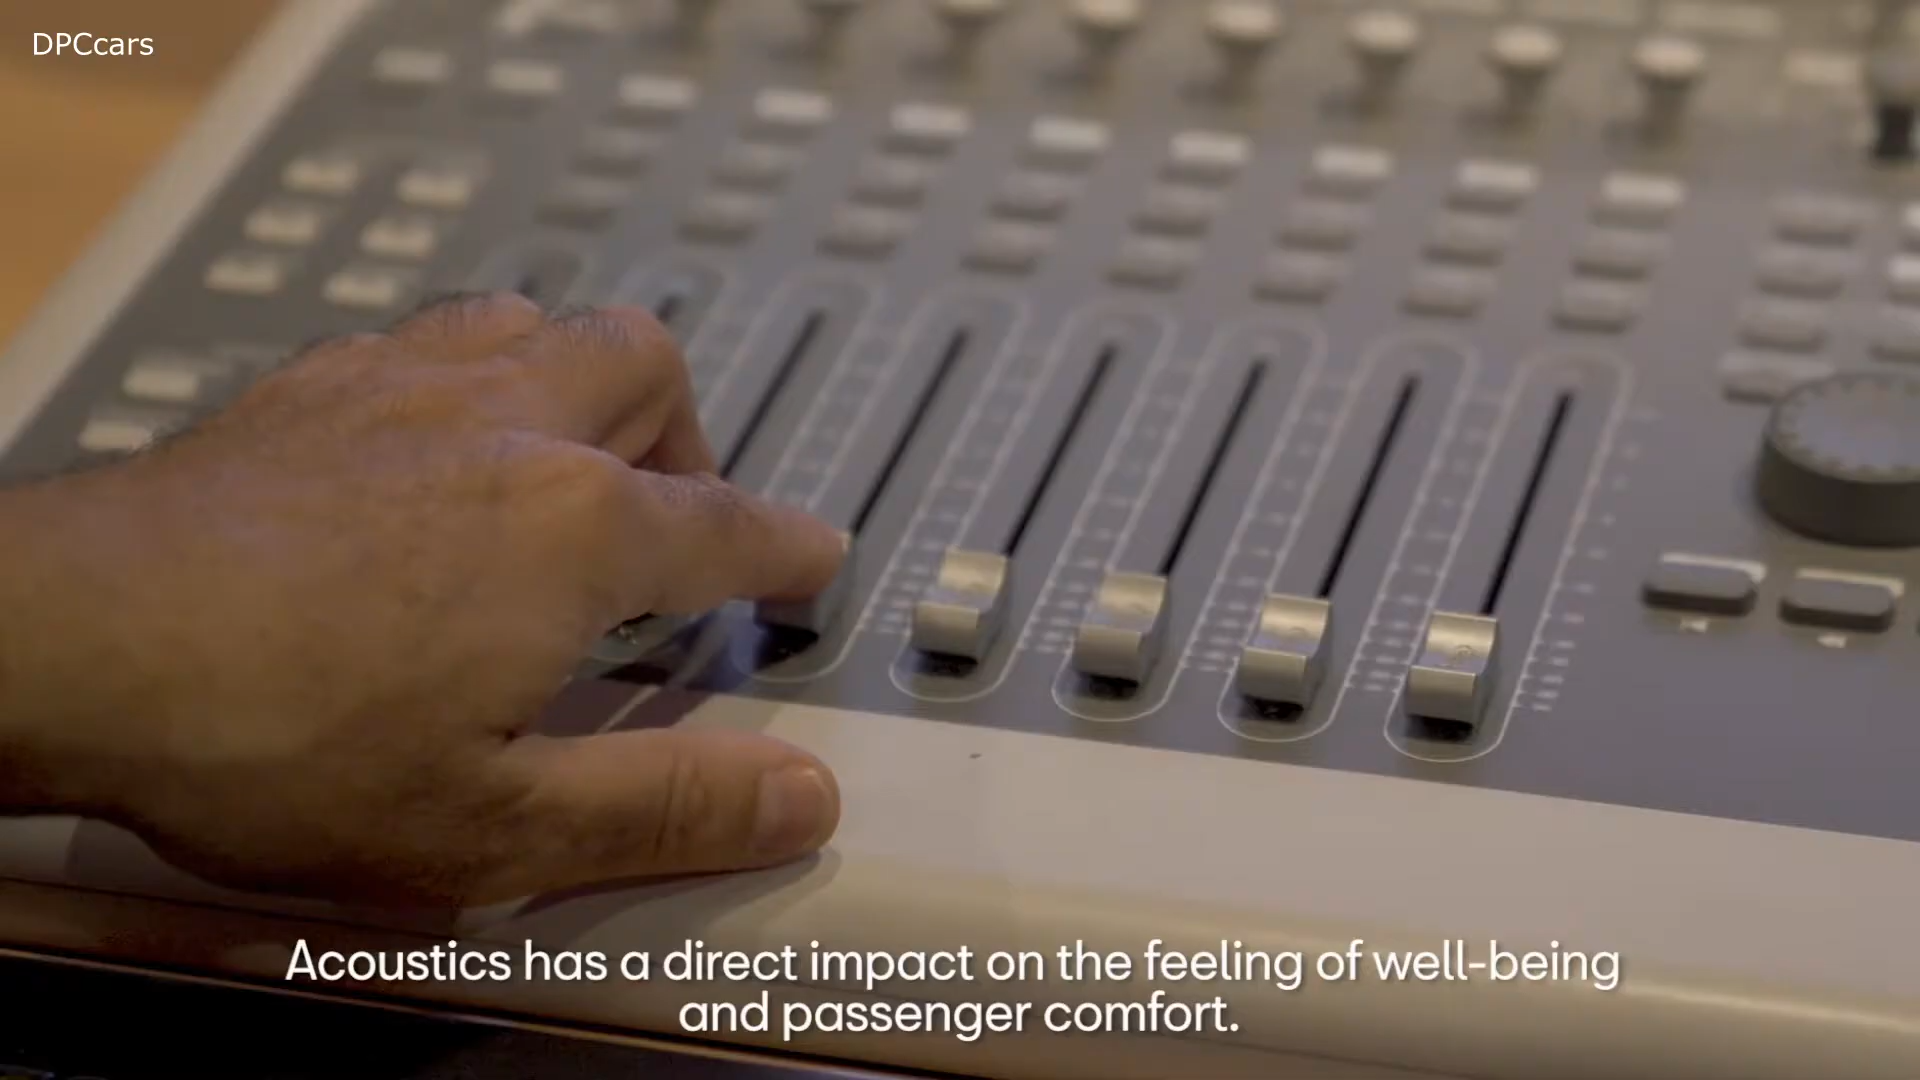 DPCcars
Acoustics has a direct impact on the feeling of well-being
and passenger comfort.